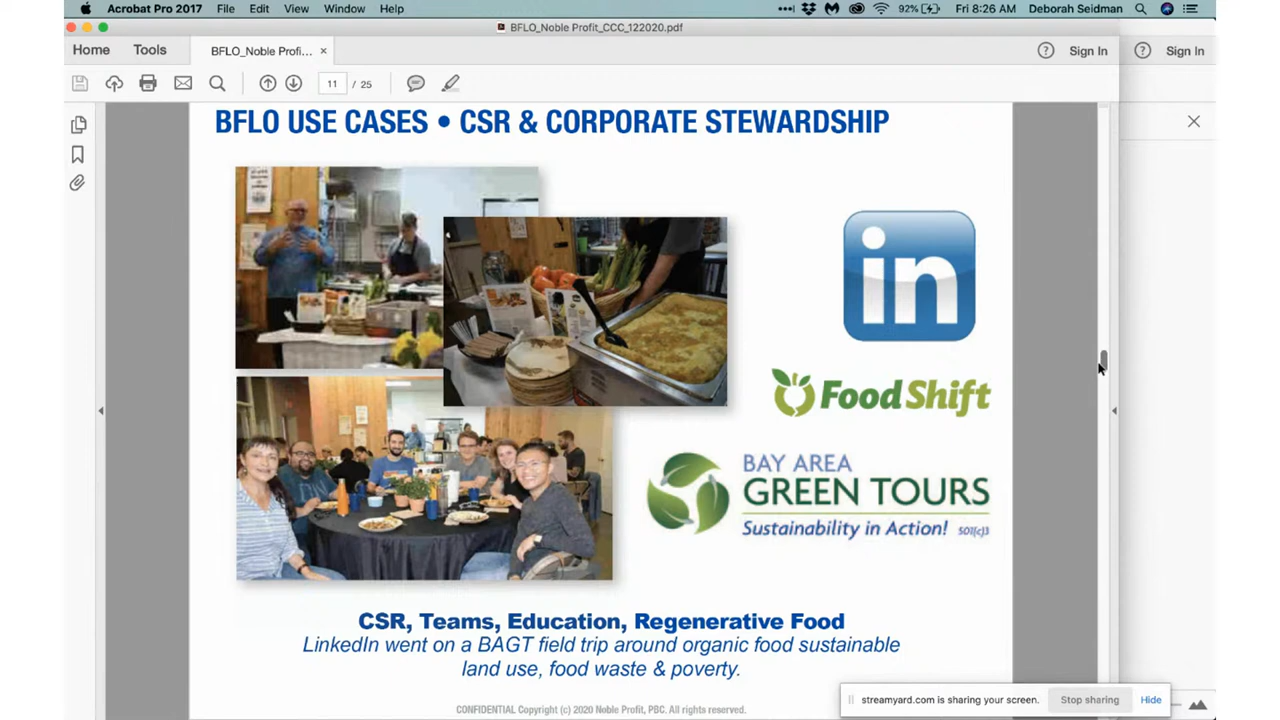 Acrobat Pro 2017 File Edit View Window Help 92% Fri 8:26 AM Deborah Seidman
BFLO_Noble Profit_CCC_122020.pdf
Home Tools BFLO_Noble Profi... × Sign In Sign In
11 / 25
BFLO USE CASES • CSR & CORPORATE STEWARDSHIP
in
Food Shift
BAY AREA
GREEN TOURS
Sustainability in Action! 501(c)3
CSR, Teams, Education, Regenerative Food
LinkedIn went on a BAGT field trip around organic food sustainable
land use, food waste & poverty.
streamyard.com is sharing your screen. Stop sharing Hide
CONFIDENTIAL Copyright (c) 2020 Noble Profit, PBC. All rights reserved.